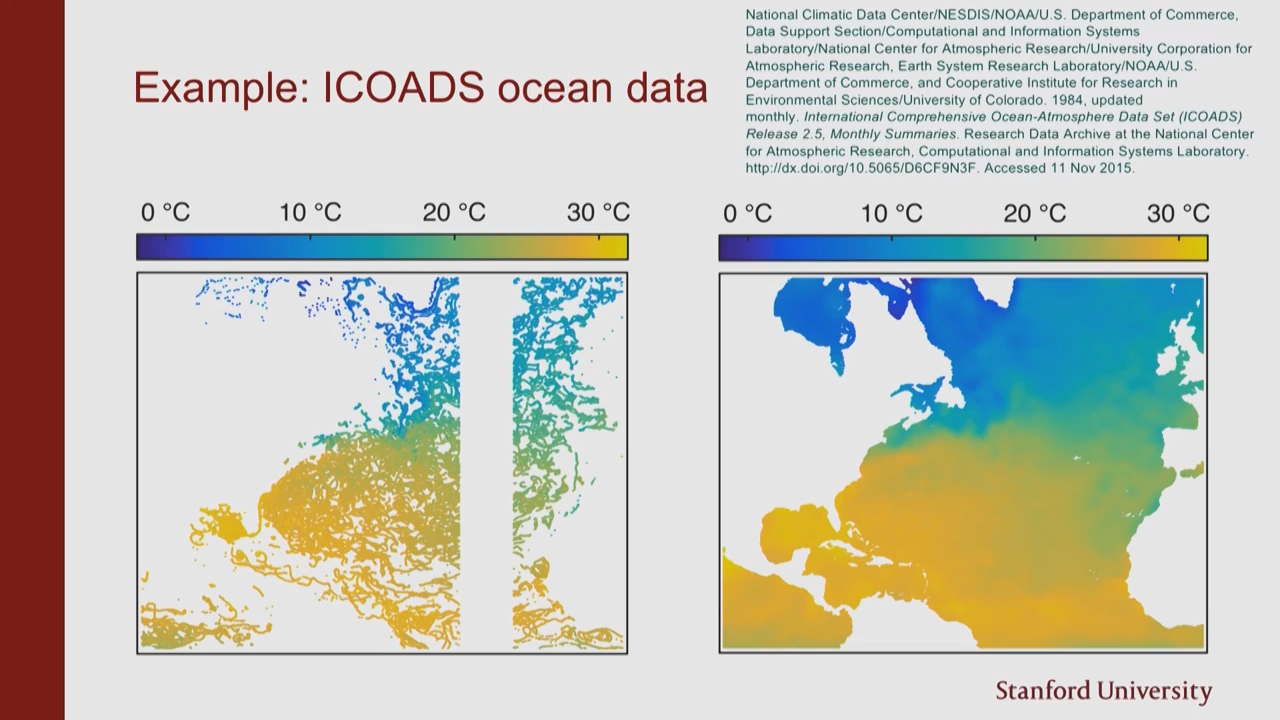 Example: ICOADS ocean data
National Climatic Data Center/NESDIS/NOAA/U.S. Department of Commerce,
Data Support Section/Computational and Information Systems
Laboratory/National Center for Atmospheric Research/University Corporation for
Atmospheric Research, Earth System Research Laboratory/NOAA/U.S.
Department of Commerce, and Cooperative Institute for Research in
Environmental Sciences/University of Colorado. 1984, updated
monthly. International Comprehensive Ocean-Atmosphere Data Set (ICOADS)
Release 2.5, Monthly Summaries. Research Data Archive at the National Center
for Atmospheric Research, Computational and Information Systems Laboratory.
http://dx.doi.org/10.5065/D6CF9N3F. Accessed 11 Nov 2015.
0 °C 10 °C 20 °C 30 °C
0 °C 10 °C 20 °C 30 °C
Stanford University